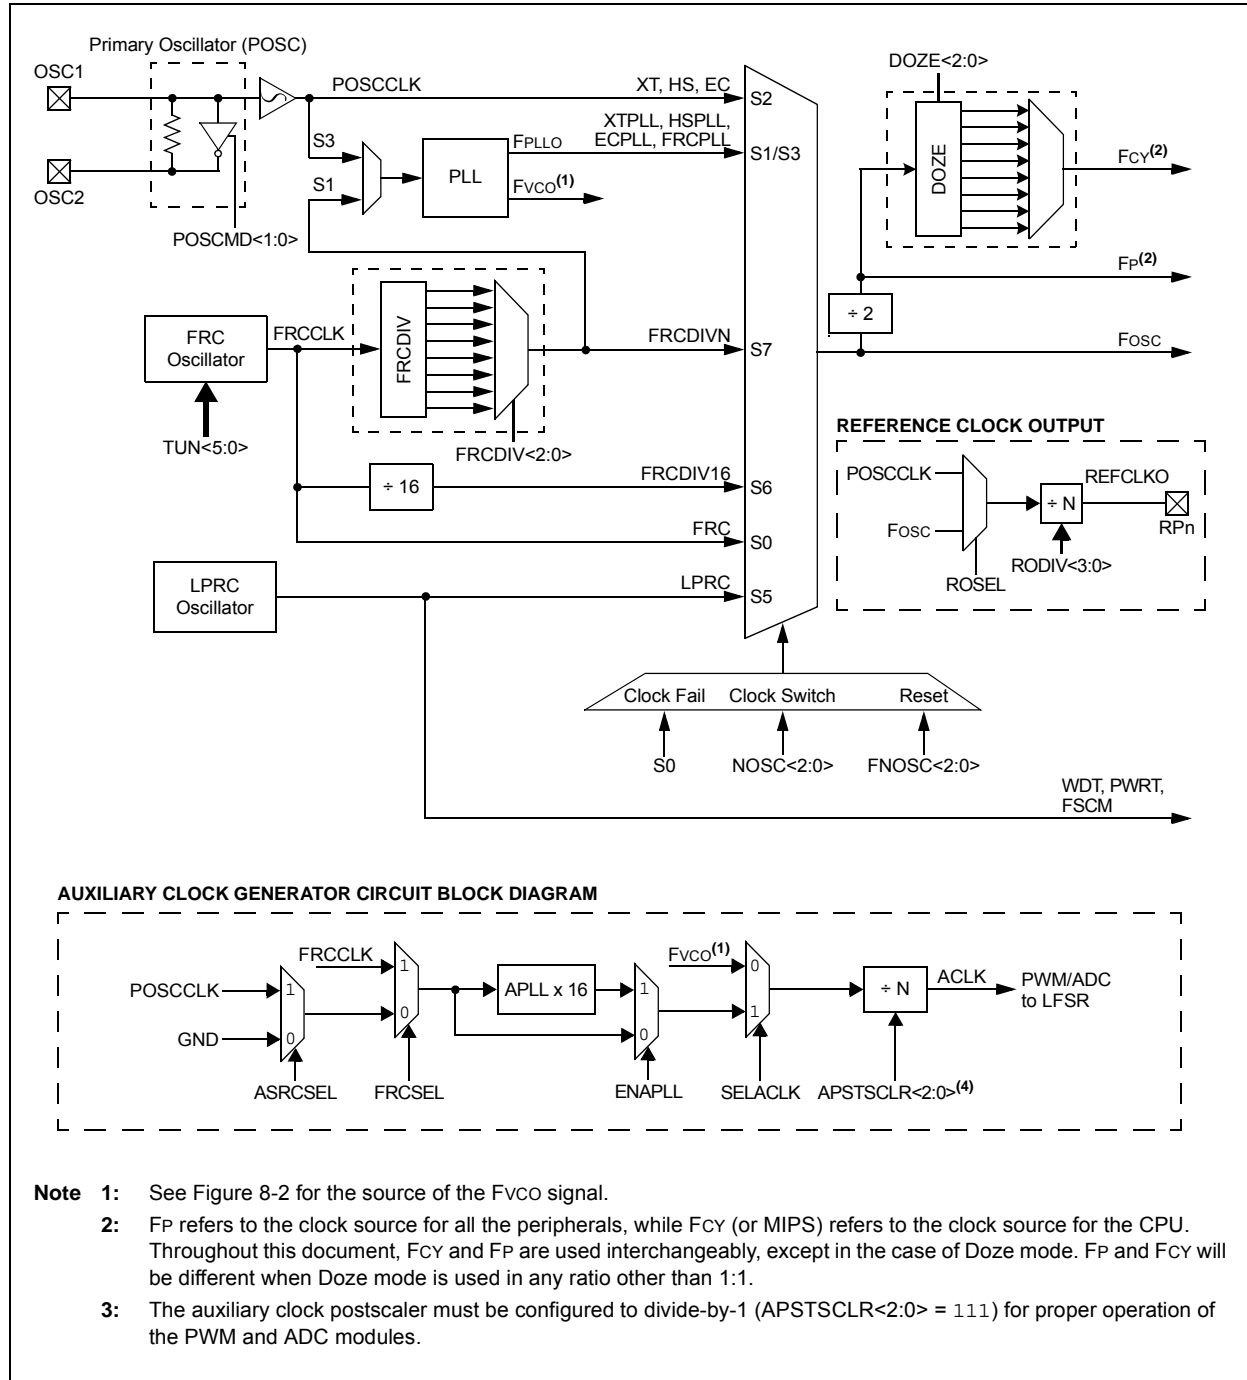 Primary Oscillator (POSC)
OSC1
OSC2
POSCCLK
XT, HS, EC
S2
S3
S1
PLL
FPLLO
XTPLL, HSPLL,
ECPLL, FRCPLL
S1/S3
FVCO(1)
POSCMD<1:0>
DOZE<2:0>
DOZE
FCY(2)
FP(2)
÷ 2
FOSC
FRC
Oscillator
FRCCLK
TUN<5:0>
FRCDIV
FRCDIV<2:0>
FRCDIVN
S7
÷ 16
FRCDIV16
S6
FRC
S0
LPRC
Oscillator
LPRC
S5
REFERENCE CLOCK OUTPUT
POSCCLK
FOSC
÷ N
REFCLKO
RPn
RODIV<3:0>
ROSEL
Clock Fail
Clock Switch
Reset
S0
NOSC<2:0>
FNOSC<2:0>
WDT, PWRT,
FSCM
AUXILIARY CLOCK GENERATOR CIRCUIT BLOCK DIAGRAM
POSCCLK
GND
1
0
ASRCSEL
FRCCLK
1
0
FRCSEL
APLL x 16
1
0
ENAPLL
FVCO(1)
0
1
SELACLK
÷ N
APSTSCLR<2:0>(4)
ACLK
PWM/ADC
to LFSR
Note 1: See Figure 8-2 for the source of the FVCO signal.
2: FP refers to the clock source for all the peripherals, while FCY (or MIPS) refers to the clock source for the CPU.
Throughout this document, FCY and FP are used interchangeably, except in the case of Doze mode. FP and FCY will
be different when Doze mode is used in any ratio other than 1:1.
3: The auxiliary clock postscaler must be configured to divide-by-1 (APSTSCLR<2:0> = 111) for proper operation of
the PWM and ADC modules.